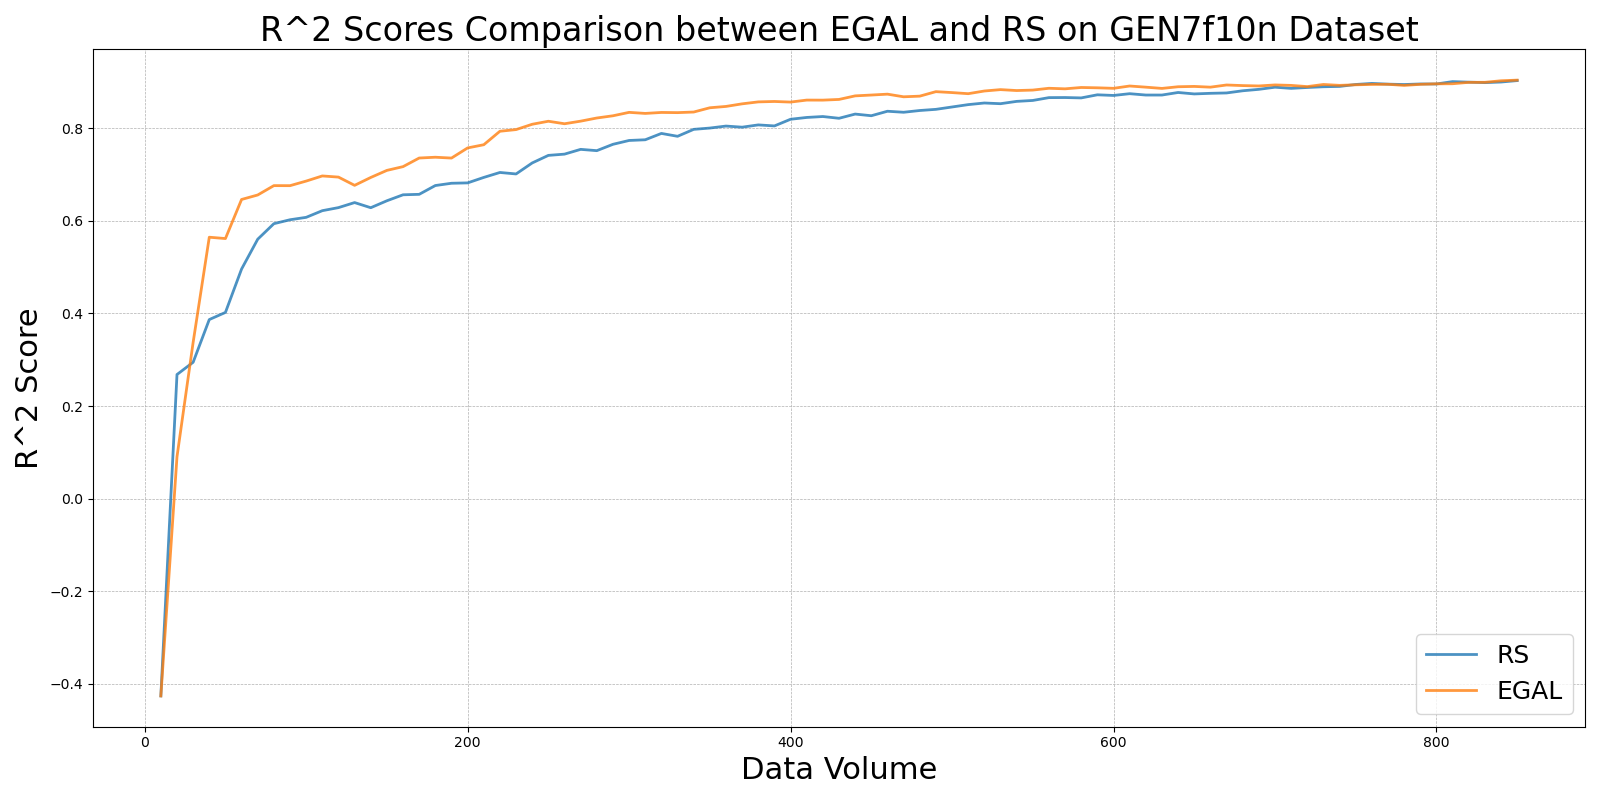 R^2 Scores Comparison between EGAL and RS on GEN7f10n Dataset
R^2 Score
0.8
0.6
0.4
0.2
0.0
−0.2
−0.4
0 200 400 600 800
Data Volume
RS
EGAL